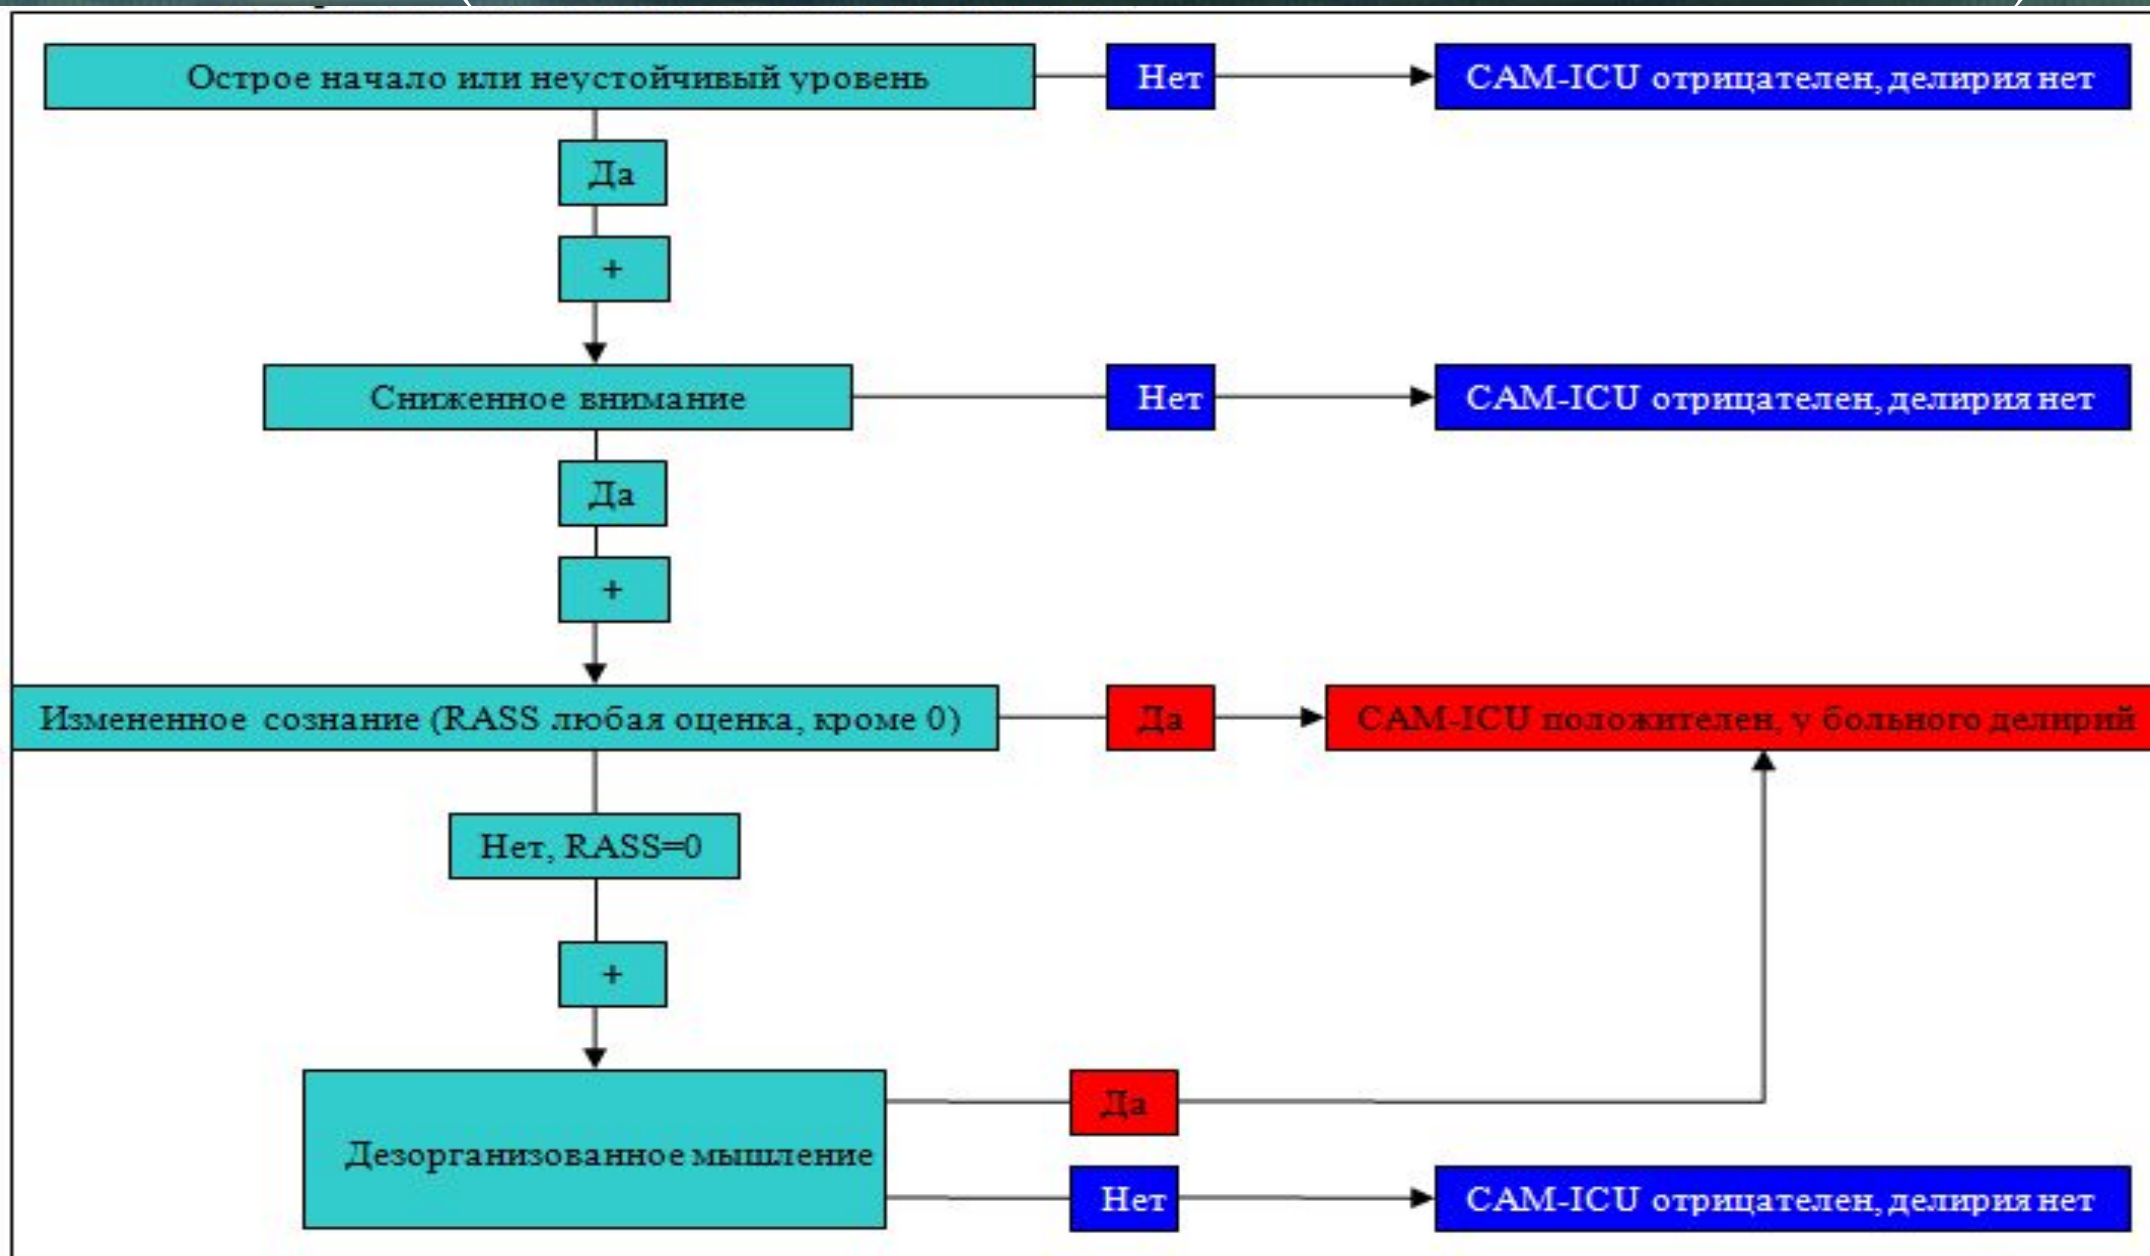 Острое начало или неустойчивый уровень
Нет
CAM-ICU отрицателен, делирия нет
Да
+
Сниженное внимание
Нет
CAM-ICU отрицателен, делирия нет
Да
+
Измененное сознание (RASS любая оценка, кроме 0)
Да
CAM-ICU положителен, у больного делирий
Нет, RASS=0
+
Дезорганизованное мышление
Да
Нет
CAM-ICU отрицателен, делирия нет